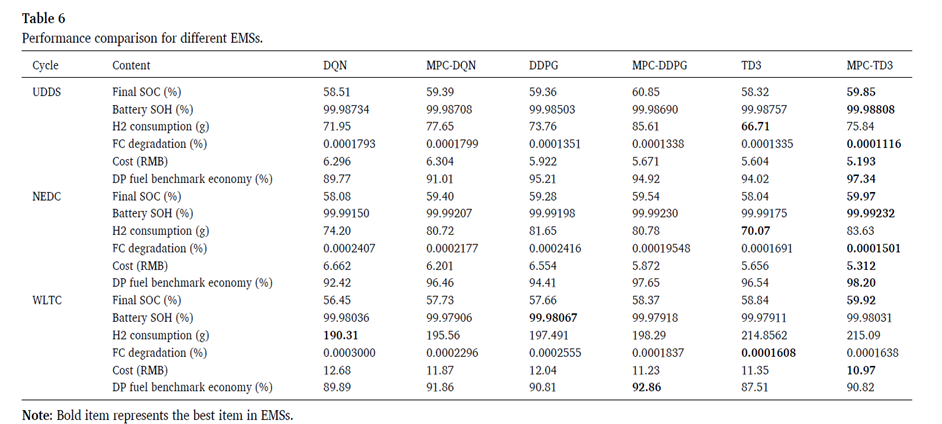 Table 6
Performance comparison for different EMSs.
Cycle Content DQN MPC-DQN DDPG MPC-DDPG TD3 MPC-TD3
UDDS Final SOC (%) 58.51 59.39 59.36 60.85 58.32 59.85
Battery SOH (%) 99.98734 99.98708 99.98503 99.98690 99.98757 99.98808
H2 consumption (g) 71.95 77.65 73.76 85.61 66.71 75.84
FC degradation (%) 0.0001793 0.0001799 0.0001351 0.0001338 0.0001335 0.0001116
Cost (RMB) 6.296 6.304 5.922 5.671 5.604 5.193
DP fuel benchmark economy (%) 89.77 91.01 95.21 94.92 94.02 97.34
NEDC Final SOC (%) 58.08 59.40 59.28 59.54 58.04 59.97
Battery SOH (%) 99.99150 99.99207 99.99198 99.99230 99.99175 99.99232
H2 consumption (g) 74.20 80.72 81.65 80.78 70.07 83.63
FC degradation (%) 0.0002407 0.0002177 0.0002416 0.00019548 0.0001691 0.0001501
Cost (RMB) 6.662 6.201 6.554 5.872 5.656 5.312
DP fuel benchmark economy (%) 92.42 96.46 94.41 97.65 96.54 98.20
WLTC Final SOC (%) 56.45 57.73 57.66 58.37 58.84 59.92
Battery SOH (%) 99.98036 99.97906 99.98067 99.97918 99.97911 99.98031
H2 consumption (g) 190.31 195.56 197.491 198.29 214.8562 215.09
FC degradation (%) 0.0003000 0.0002296 0.0002555 0.0001837 0.0001608 0.0001638
Cost (RMB) 12.68 11.87 12.04 11.23 11.35 10.97
DP fuel benchmark economy (%) 89.89 91.86 90.81 92.86 87.51 90.82
Note: Bold item represents the best item in EMSs.